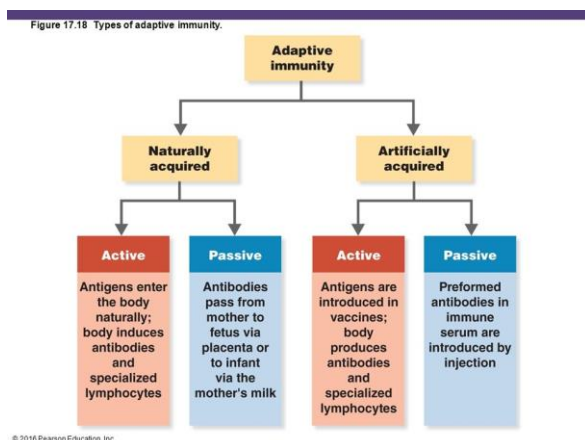 Figure 17.18 Types of adaptive immunity.
Adaptive
immunity
Naturally
acquired
Artificially
acquired
Active
Antigens enter
the body
naturally;
body induces
antibodies
and
specialized
lymphocytes
Passive
Antibodies
pass from
mother to
fetus via
placenta or
to infant
via the
mother's milk
Active
Antigens are
introduced in
vaccines;
body
produces
antibodies
and
specialized
lymphocytes
Passive
Preformed
antibodies in
immune
serum are
introduced by
injection
© 2016 Pearson Education, Inc.